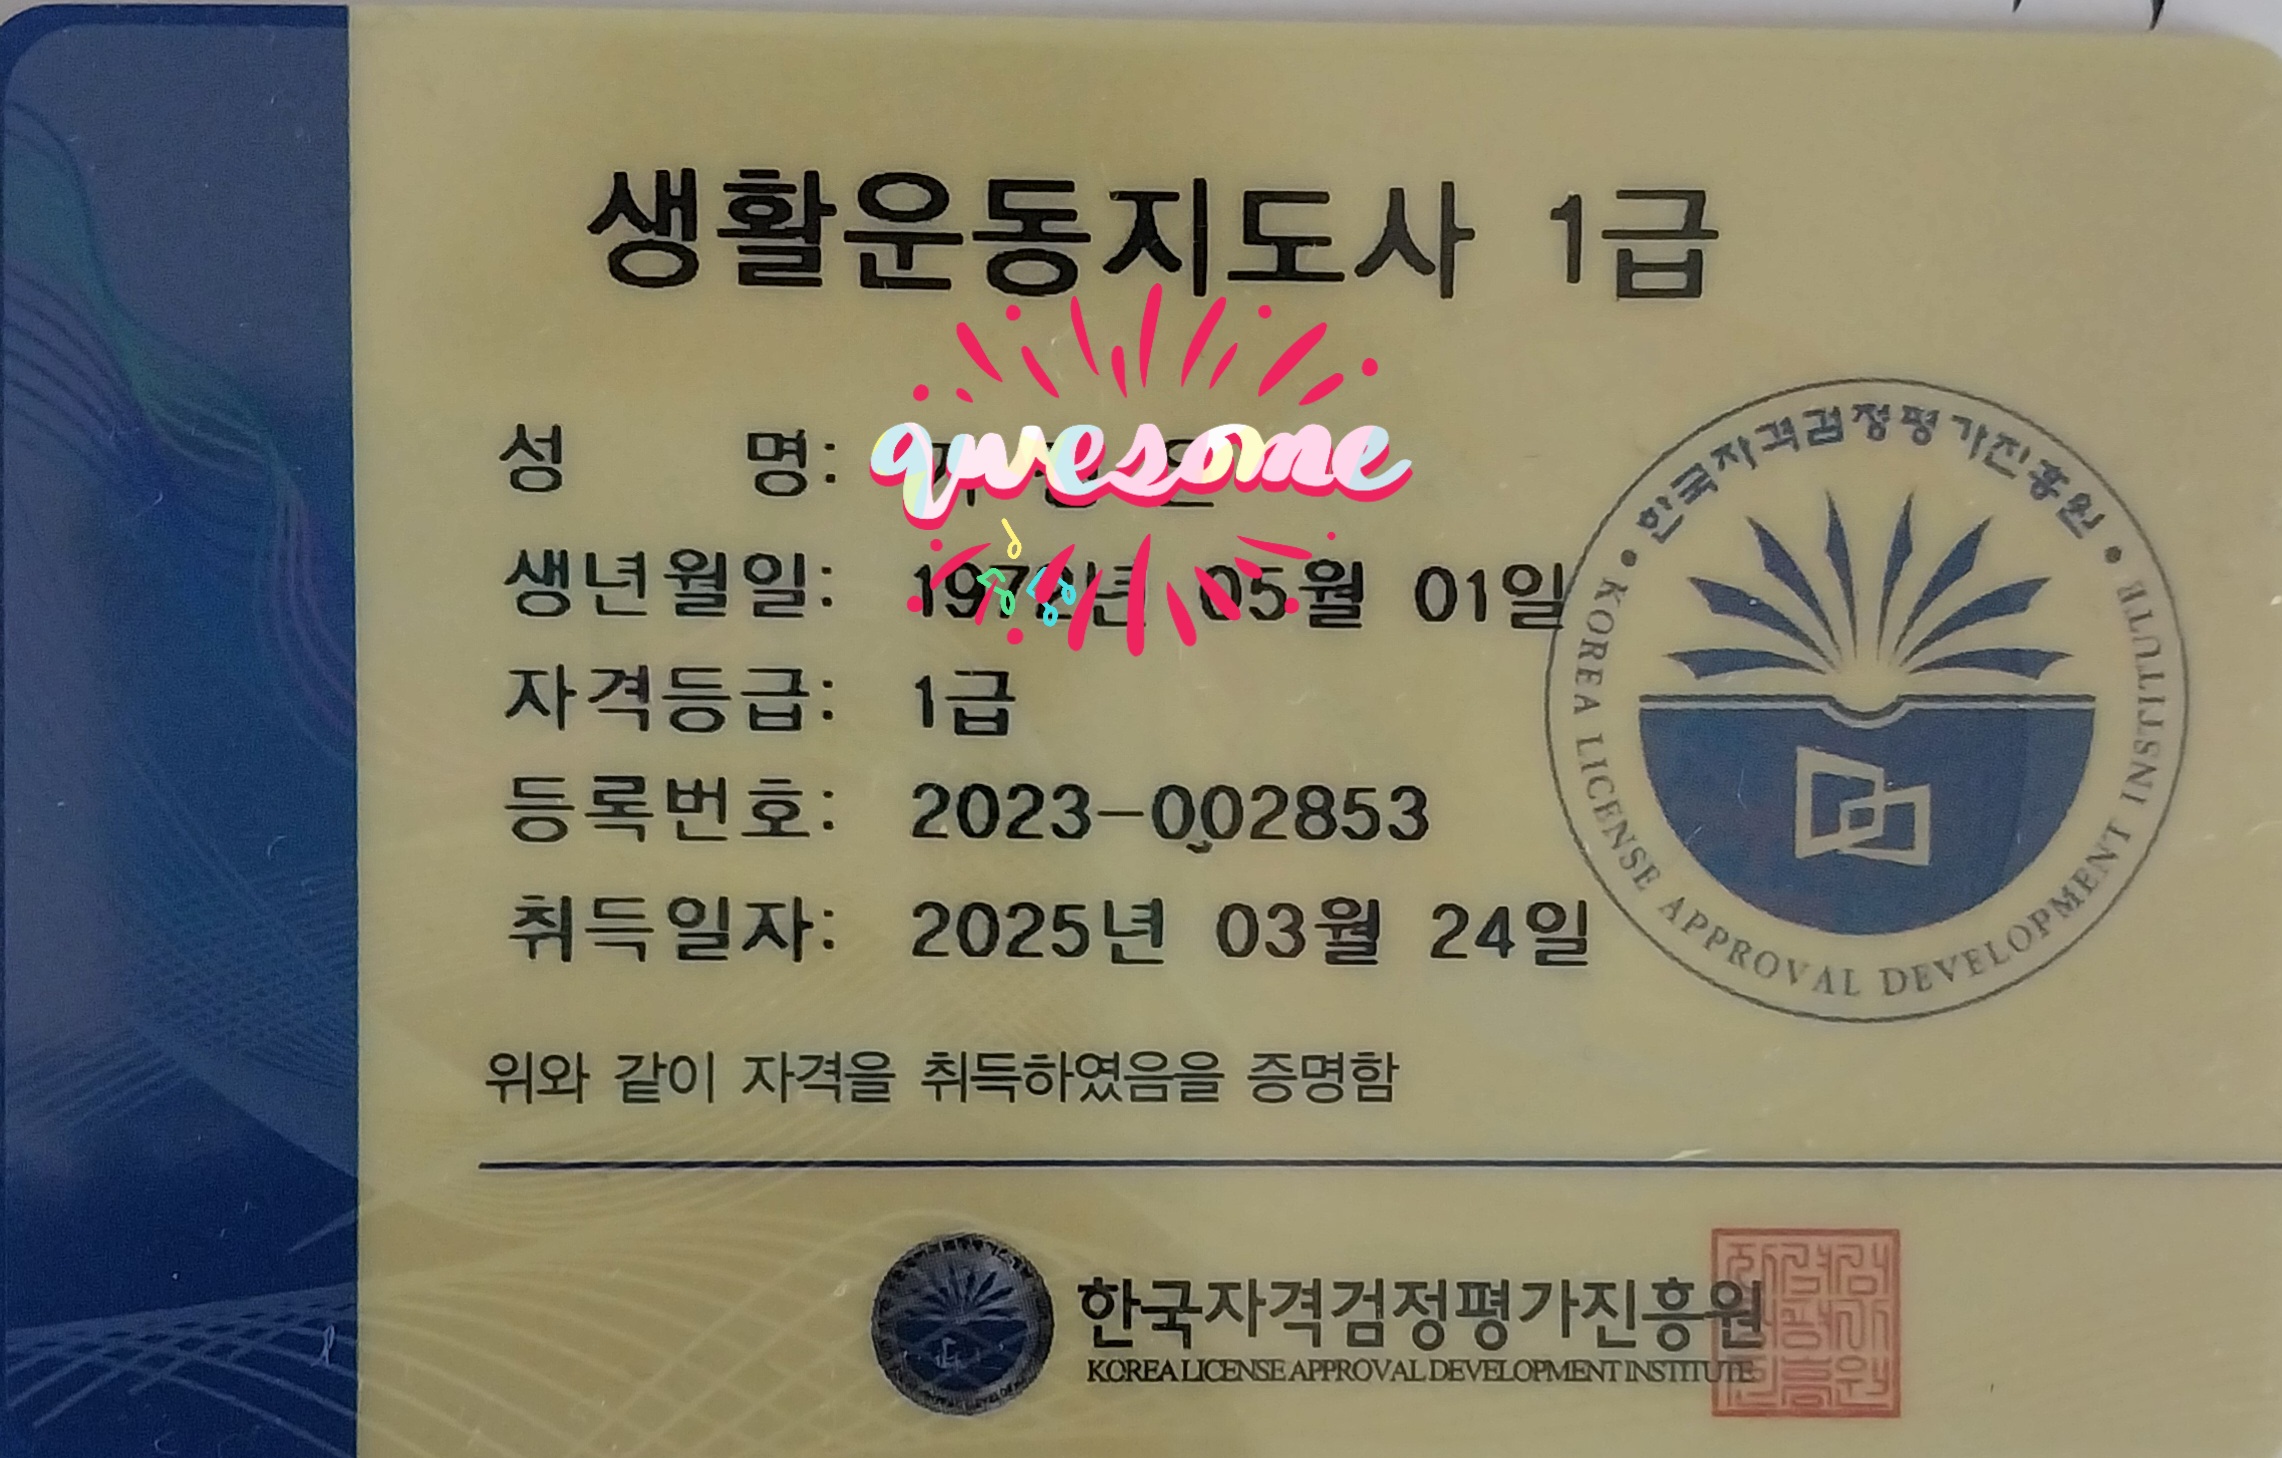 생활운동지도사 1급
성 명:
awesome
생년월일: 05월 01일
자격등급: 1급
등록번호: 2023-002853
취득일자: 2025년 03월 24일
한국자격검정평가진흥원
KOREA LICENSE APPROVAL DEVELOPMENT INSTITUTE
위와 같이 자격을 취득하였음을 증명함
한국자격검정평가진흥원
KOREA LICENSE APPROVAL DEVELOPMENT INSTITUTE